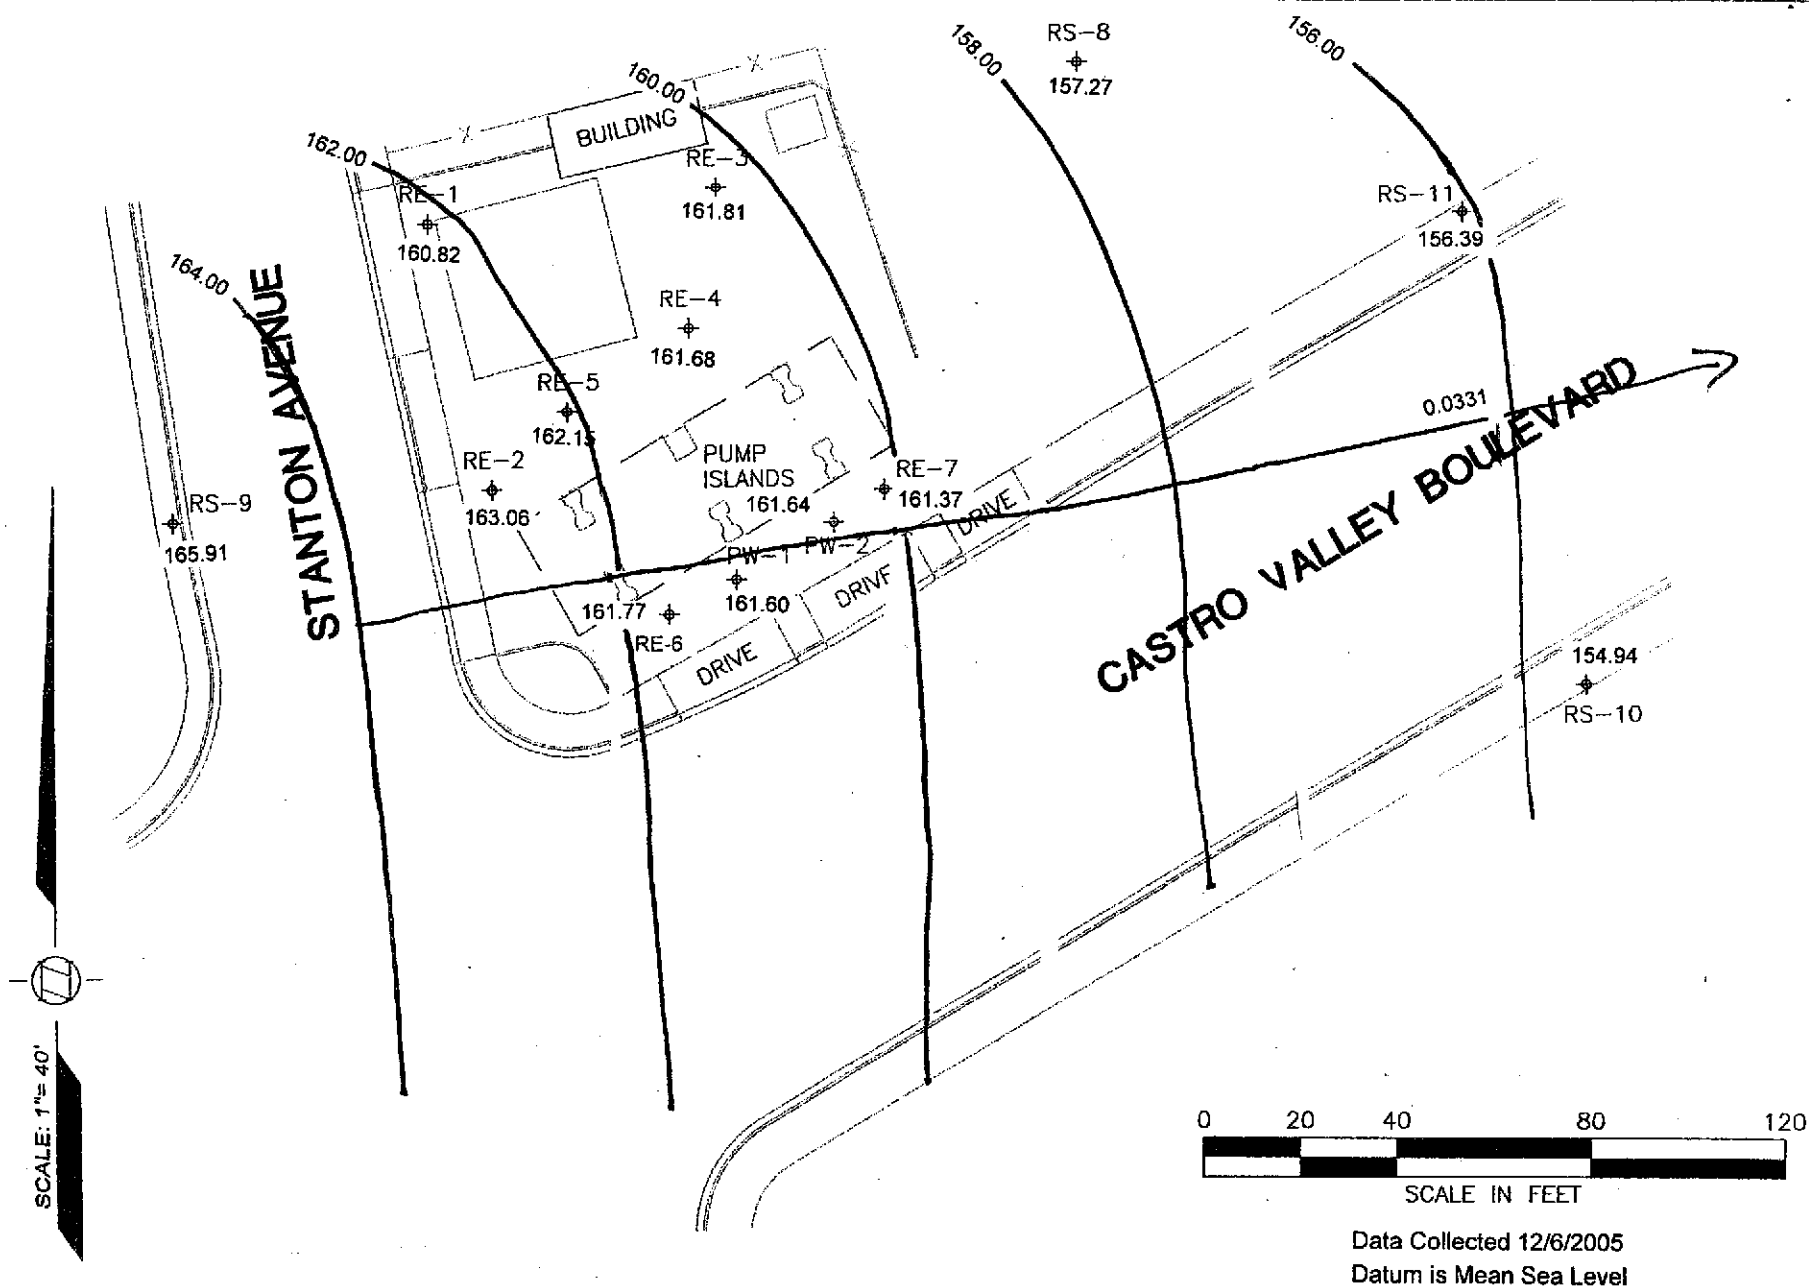 156.00
158.00
RS-8
157.27
160.00
BUILDING
162.00
RE-3
161.81
RE-1
160.82
RS-11
156.39
164.00
RE-4
161.68
STANTON AVENUE
RE-5
162.15
0.0331
RE-2
163.06
PUMP
ISLANDS
RE-7
161.37
161.64
PW-2
DRIVE
RS-9
165.91
CASTRO VALLEY BOULEVARD
PW-1
161.60
161.77
RE-6
DRIVE
DRIVE
154.94
RS-10
SCALE: 1"= 40'
0 20 40 80 120
SCALE IN FEET
Data Collected 12/6/2005
Datum is Mean Sea Level